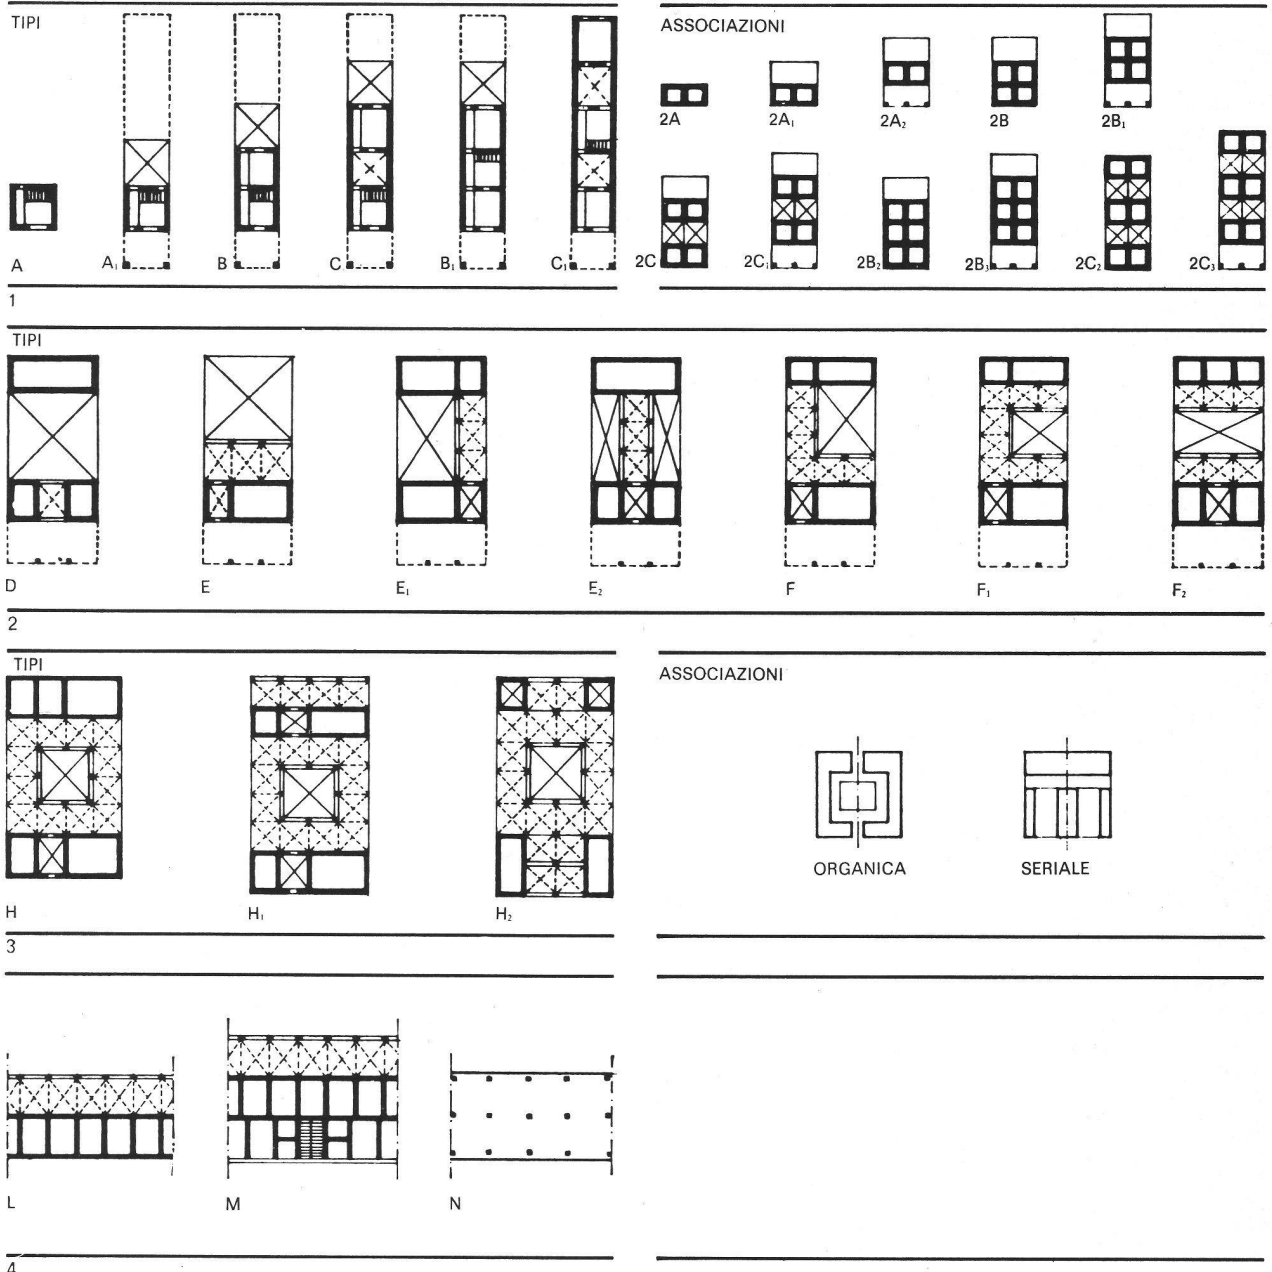 TIPI
ASSOCIAZIONI
2A 2A₁ 2A₂ 2B 2B₁
A A₁ B C B₁ C₁
2C 2C₁ 2B₂ 2B₃ 2C₂ 2C₃
1
TIPI
D E E₁ E₂ F F₁ F₂
2
TIPI
ASSOCIAZIONI
ORGANICA SERIALE
H H₁ H₂
3
L M N
4